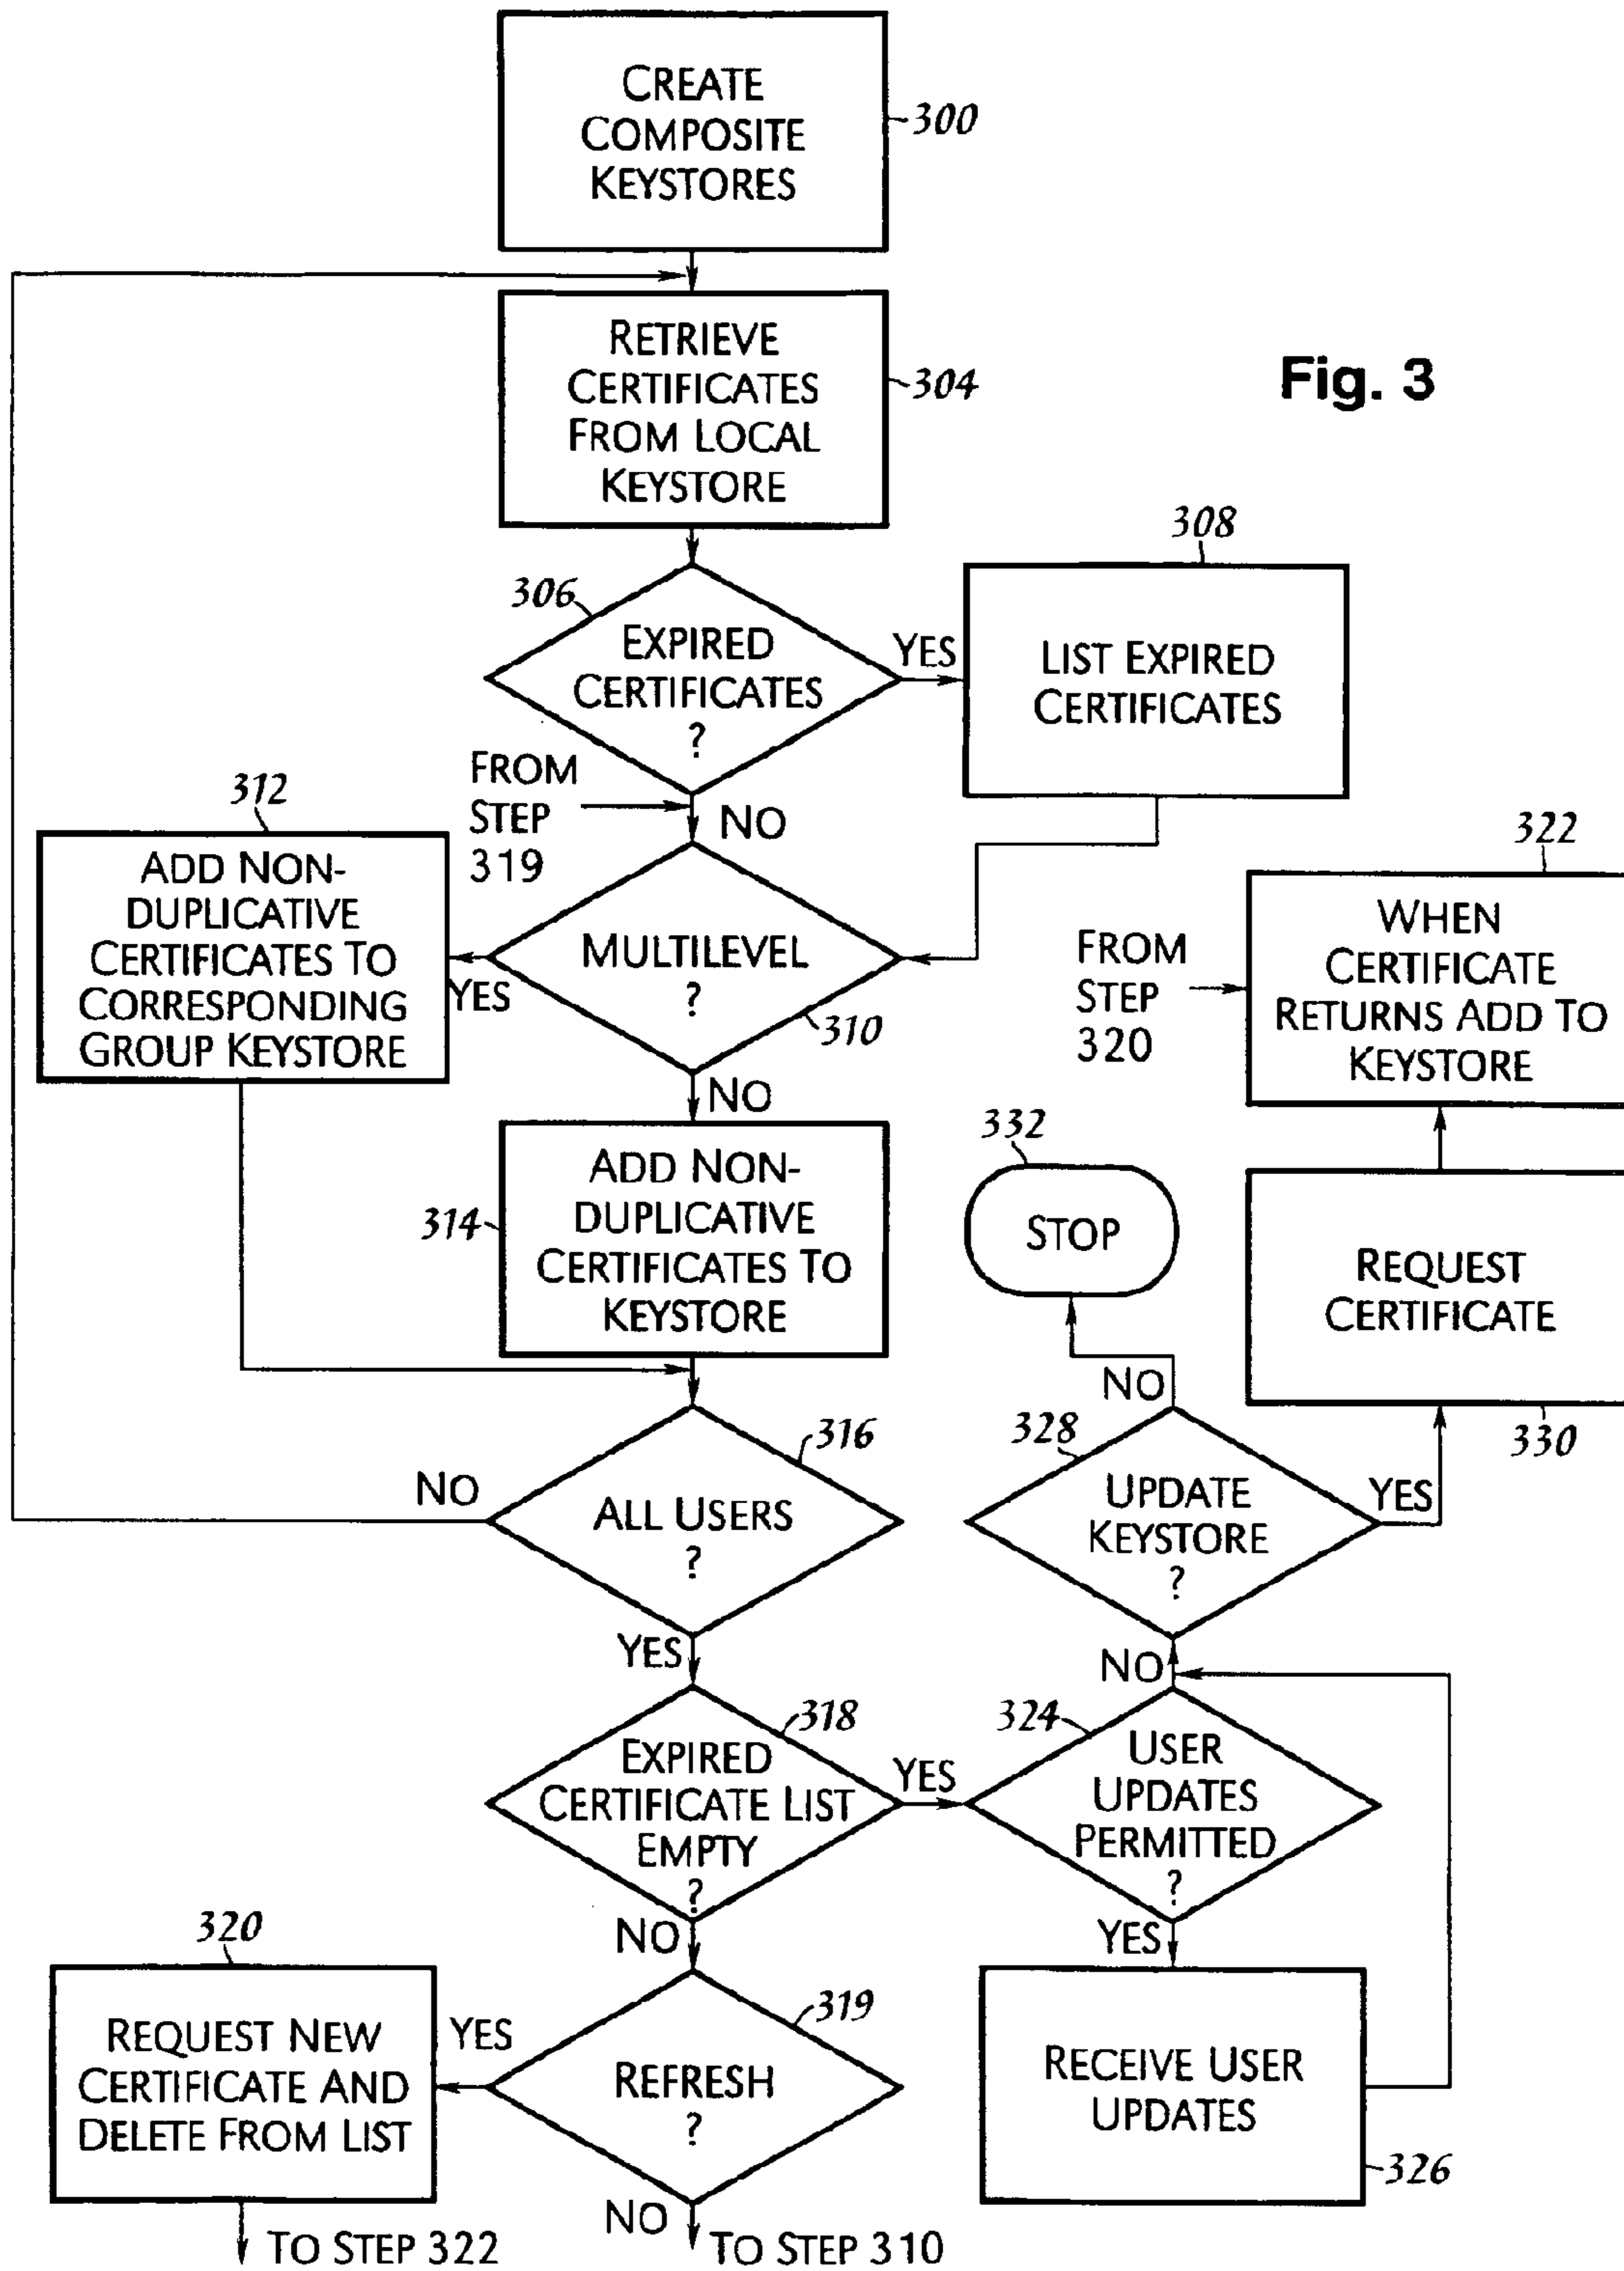 CREATE
COMPOSITE
KEYSTORES
300
RETRIEVE
CERTIFICATES
FROM LOCAL
KEYSTORE
304
Fig. 3
306
EXPIRED
CERTIFICATES
?
YES
308
LIST EXPIRED
CERTIFICATES
FROM
STEP
319
NO
312
ADD NON-
DUPLICATIVE
CERTIFICATES TO
CORRESPONDING
GROUP KEYSTORE
YES
MULTILEVEL
?
310
NO
FROM
STEP
320
322
WHEN
CERTIFICATE
RETURNS ADD TO
KEYSTORE
314
ADD NON-
DUPLICATIVE
CERTIFICATES TO
KEYSTORE
332
STOP
REQUEST
CERTIFICATE
330
NO
316
ALL USERS
?
NO
328
UPDATE
KEYSTORE
?
YES
YES
NO
318
EXPIRED
CERTIFICATE LIST
EMPTY
?
YES
324
USER
UPDATES
PERMITTED
?
NO
YES
320
REQUEST NEW
CERTIFICATE AND
DELETE FROM LIST
YES
319
REFRESH
?
RECEIVE USER
UPDATES
326
TO STEP 322
NO
TO STEP 310